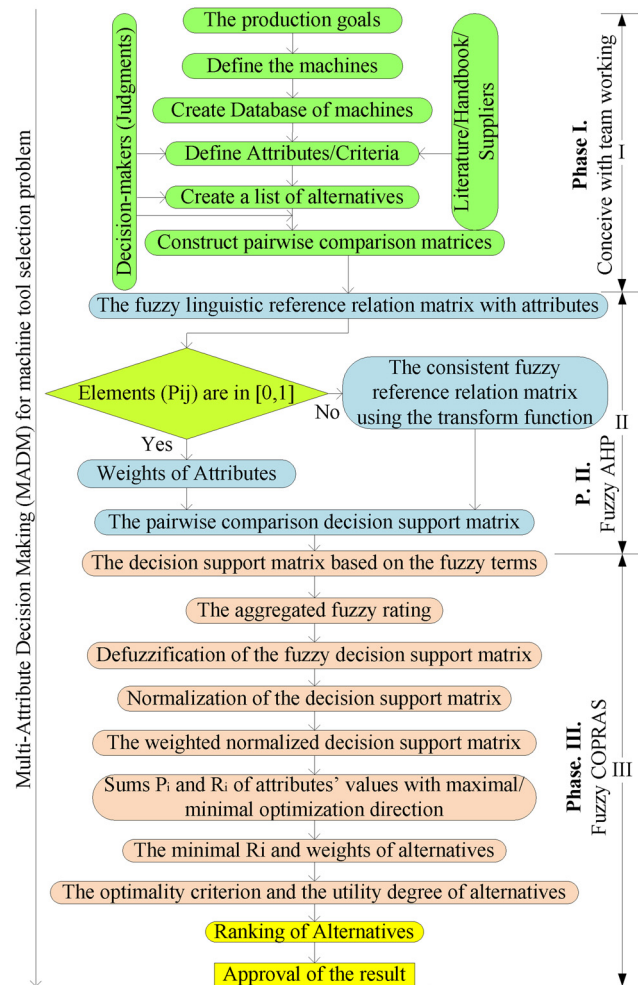 Multi-Attribute Decision Making (MADM) for machine tool selection problem
The production goals
Define the machines
Create Database of machines
Define Attributes/Criteria
Create a list of alternatives
Construct pairwise comparison matrices
Decision-makers (Judgments)
Literature/Handbook/
Suppliers
Phase I.
Conceive with team working
I
The fuzzy linguistic reference relation matrix with attributes
Elements (Pij) are in [0,1]
No
Yes
The consistent fuzzy
reference relation matrix
using the transform function
Weights of Attributes
The pairwise comparison decision support matrix
P. II.
Fuzzy AHP
II
The decision support matrix based on the fuzzy terms
The aggregated fuzzy rating
Defuzzification of the fuzzy decision support matrix
Normalization of the decision support matrix
The weighted normalized decision support matrix
Sums Pi and Ri of attributes’ values with maximal/
minimal optimization direction
The minimal Ri and weights of alternatives
The optimality criterion and the utility degree of alternatives
Ranking of Alternatives
Approval of the result
Phase. III.
Fuzzy COPRAS
III